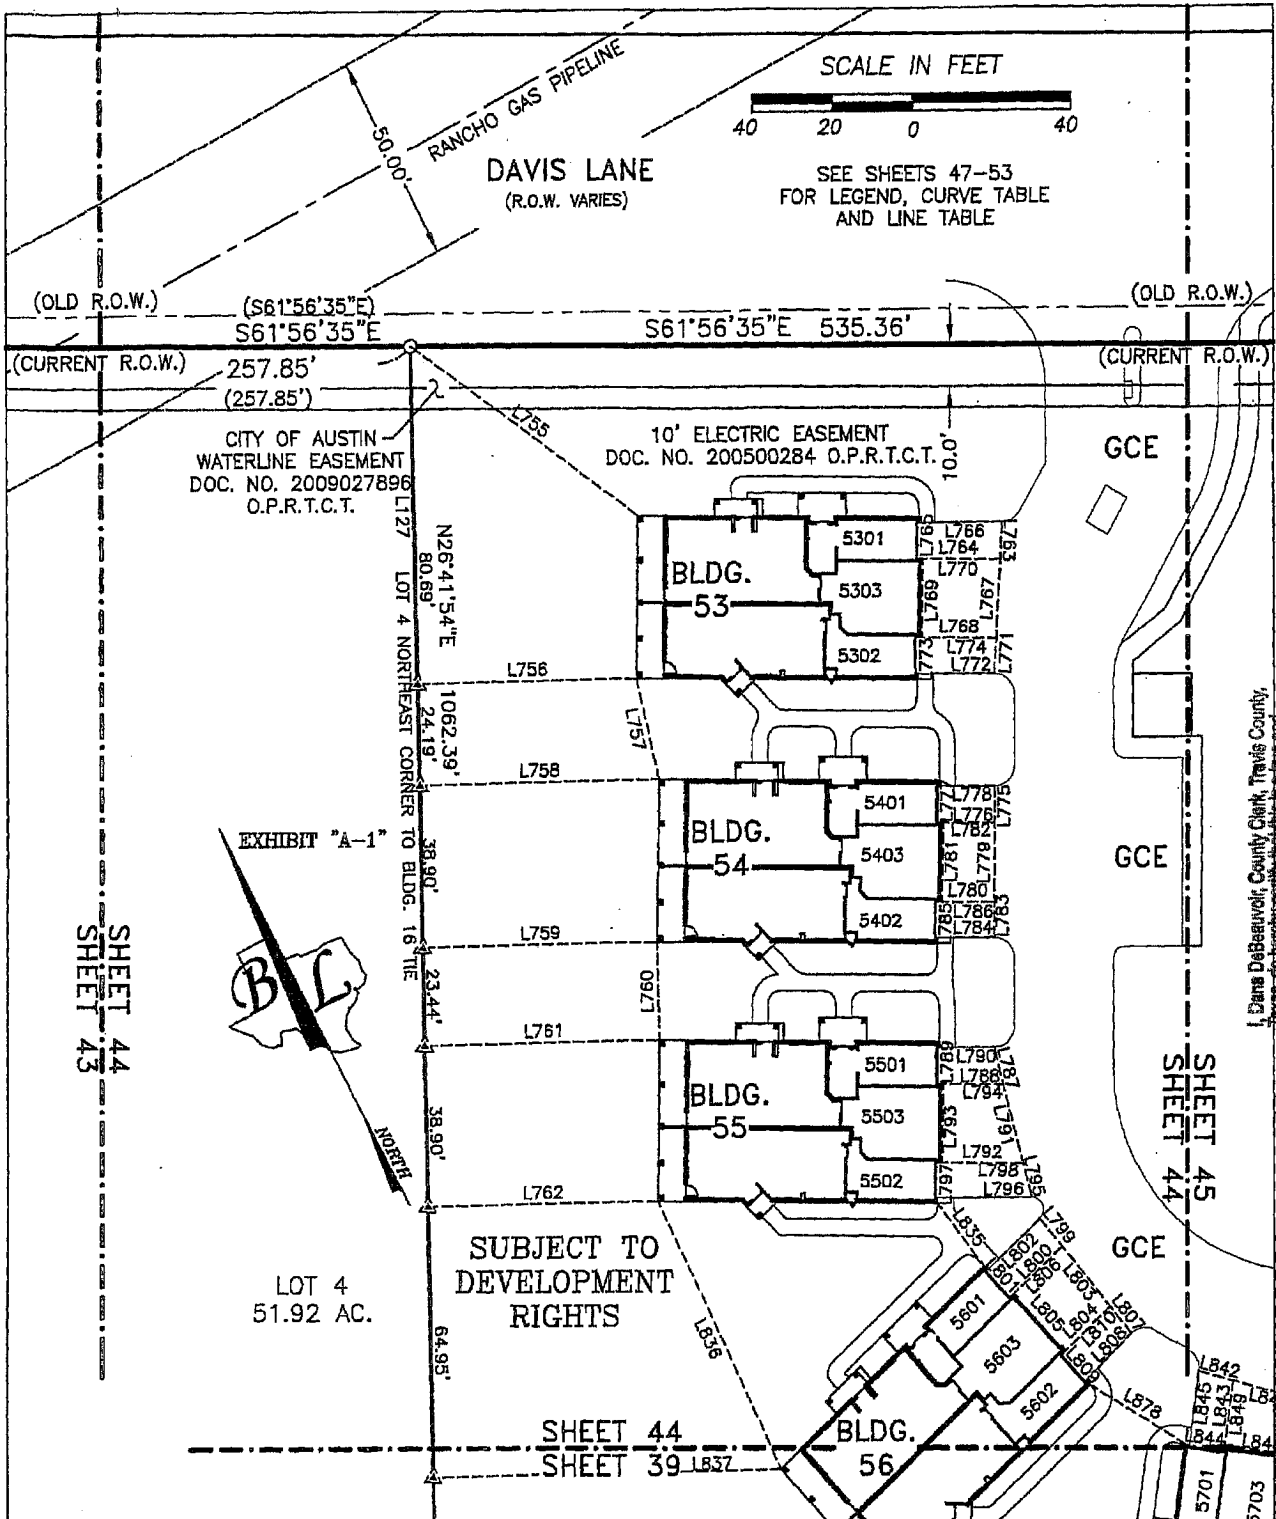 SCALE IN FEET
40 20 0 40
SEE SHEETS 47-53
FOR LEGEND, CURVE TABLE
AND LINE TABLE
RANCHO GAS PIPELINE
50.00'
DAVIS LANE
(R.O.W. VARIES)
(OLD R.O.W.)
(S61°56'35"E)
S61°56'35"E
S61°56'35"E 535.36'
(OLD R.O.W.)
(CURRENT R.O.W.)
257.85'
(257.85')
(CURRENT R.O.W.)
CITY OF AUSTIN
WATERLINE EASEMENT
DOC. NO. 2009027896
O.P.R.T.C.T.
L755
10' ELECTRIC EASEMENT
DOC. NO. 200500284 O.P.R.T.C.T.
10.0'
GCE
L127
LOT 4 NORTHEAST CORNER TO BLDG. 16 TIE
N26°41'54"E
1062.39'
80.69'
24.19'
38.90'
23.44'
38.90'
64.95'
BLDG.
53
5301
5303
5302
L765
L766
L764
L763
L770
L769
L767
L768
L773
L774
L772
L771
L756
L757
L758
BLDG.
54
5401
5403
5402
L777
L778
L776
L775
L782
L781
L779
L780
L785
L786
L784
L783
GCE
L759
L760
L761
BLDG.
55
5501
5503
5502
L789
L790
L788
L787
L794
L793
L791
L792
L797
L798
L796
L795
L762
EXHIBIT "A-1"
B L
NORTH
SHEET 44
SHEET 43
SHEET 45
SHEET 44
I, Dana DeBeauvoir, County Clerk, Travis County,
LOT 4
51.92 AC.
SUBJECT TO
DEVELOPMENT
RIGHTS
GCE
L835
L836
L799
L802
L800
L801
L806
L803
L805
L804
L810
L807
L808
L809
5601
5603
5602
BLDG.
56
L878
L842
L845
L843
L849
L844
5701
5703
SHEET 44
SHEET 39
L837